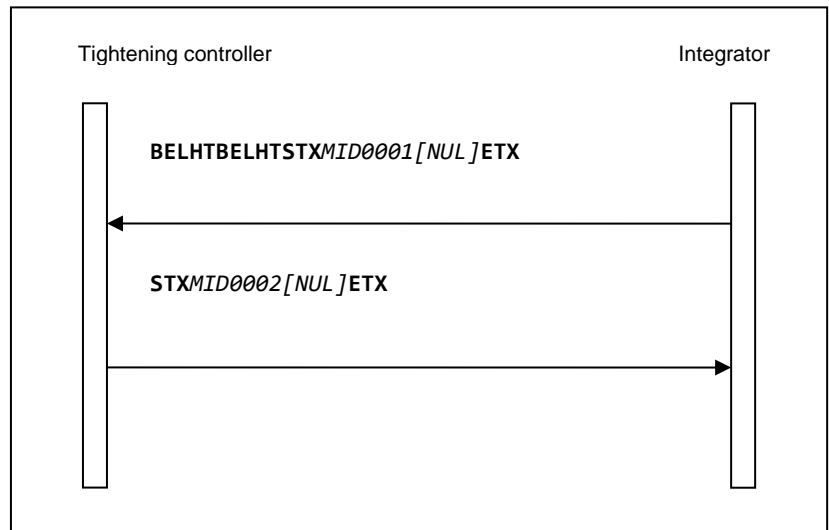 Tightening controller
Integrator
BELHTBELHTSTXMID0001[NUL]ETX
STXMID0002[NUL]ETX